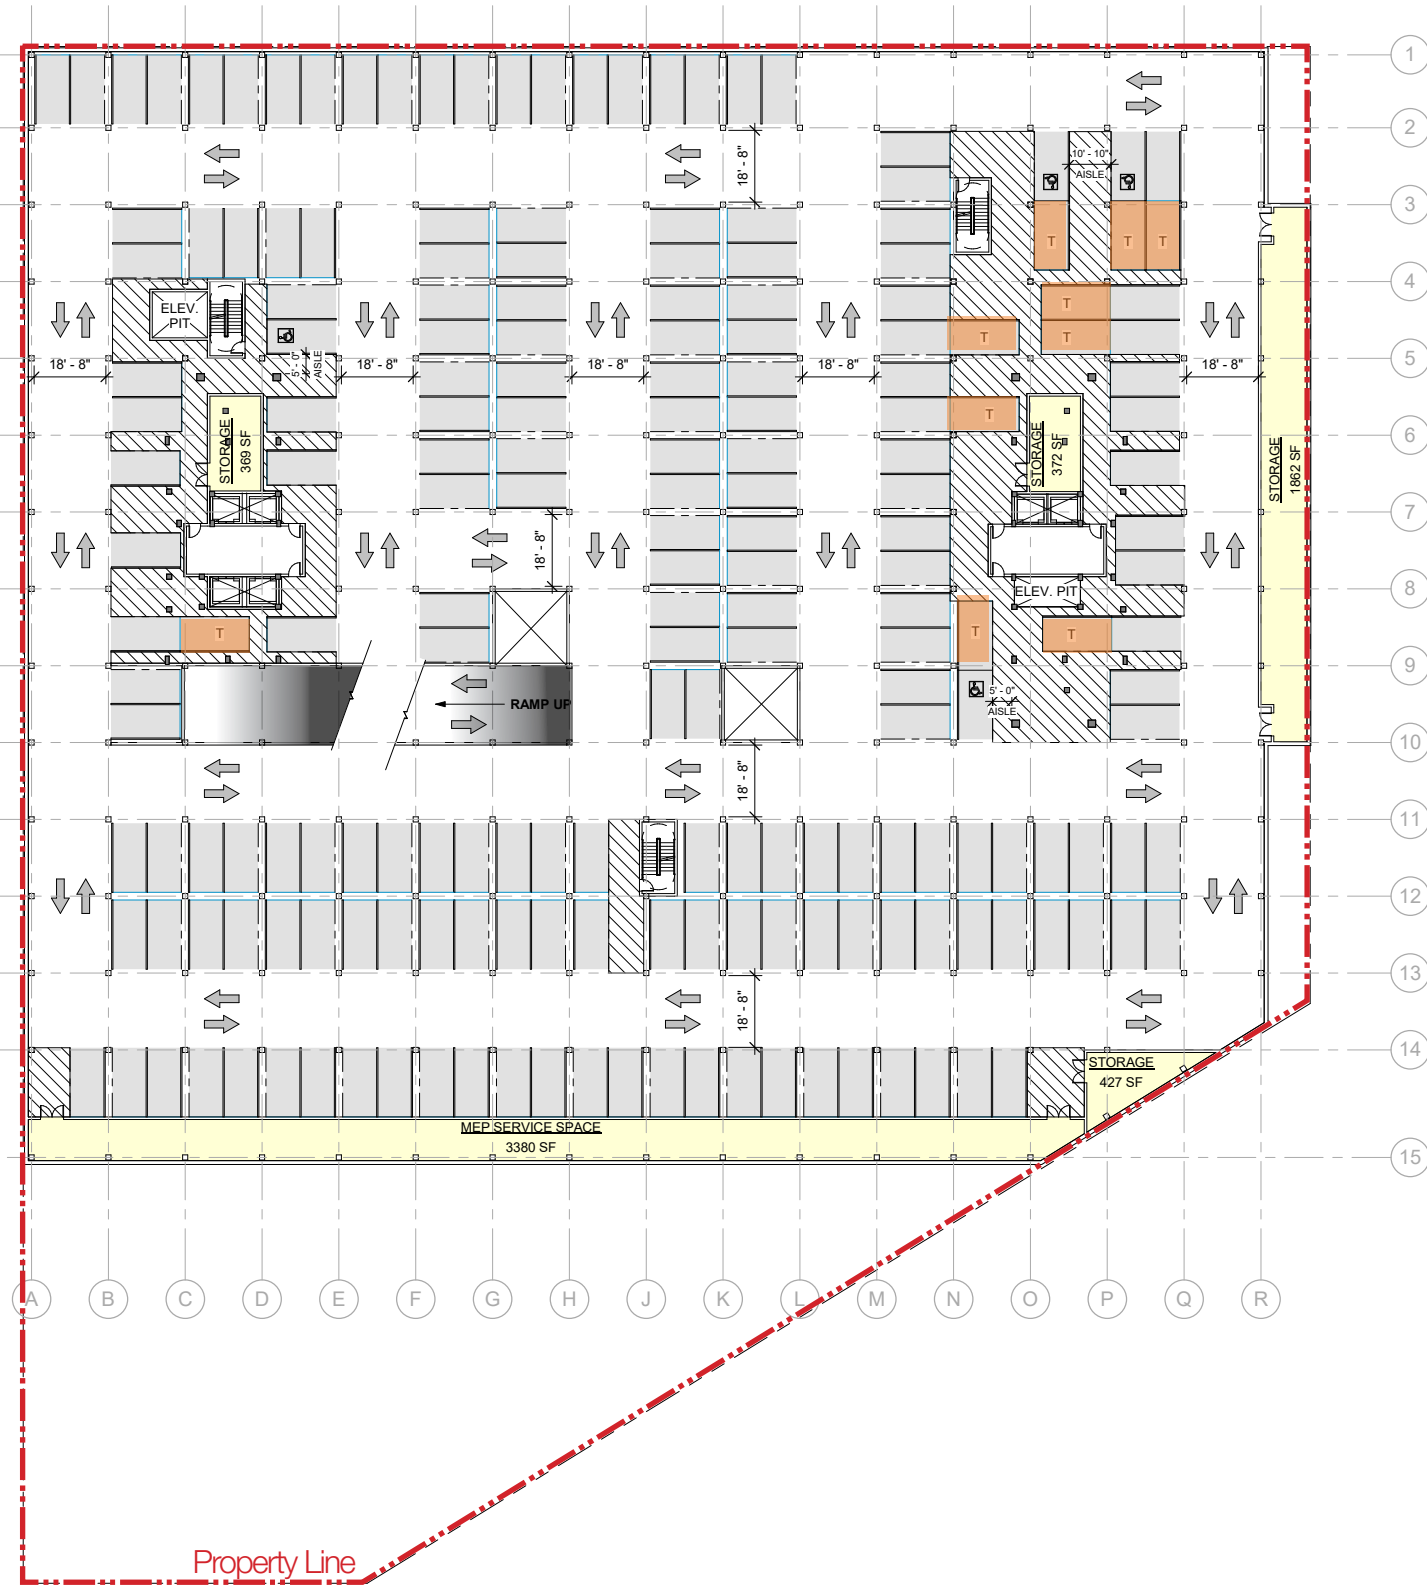 1
2
10' - 10"
AISLE
18' - 8"
3
T
T
T
4
ELEV.
PIT
T
T
T
5' - 0"
AISLE
5
18' - 8"
18' - 8"
18' - 8"
18' - 8"
18' - 8"
T
6
STORAGE
369 SF
STORAGE
372 SF
STORAGE
1862 SF
7
18' - 8"
8
ELEV. PIT
T
T
T
9
5' - 0"
AISLE
RAMP UP
10
18' - 8"
11
12
13
18' - 8"
14
STORAGE
427 SF
MEP SERVICE SPACE
3380 SF
15
A B C D E F G H J K L M N O P Q R
Property Line